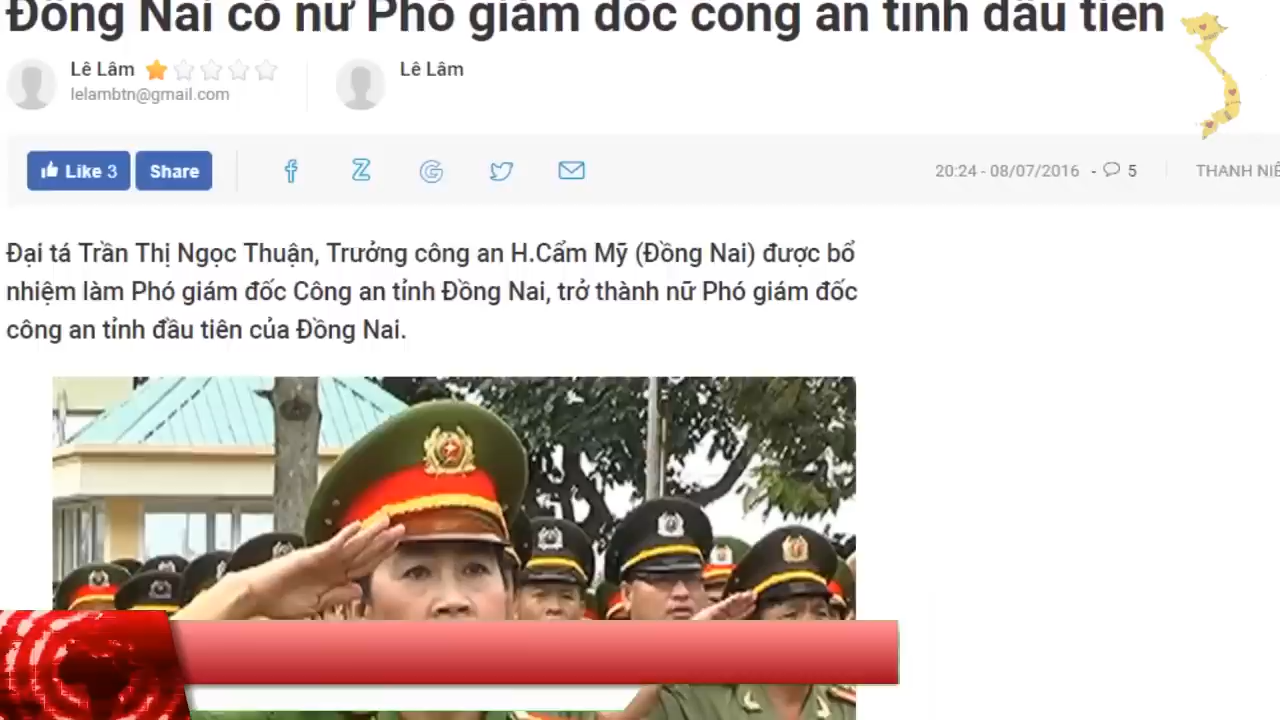 Đồng Nai có nữ Phó giám đốc công an tỉnh đầu tiên
Lê Lâm
lelambtn@gmail.com
Lê Lâm
Like 3
Share
20:24 - 08/07/2016 - 5
THANH NIÊ
Đại tá Trần Thị Ngọc Thuận, Trưởng công an H.Cẩm Mỹ (Đồng Nai) được bổ
nhiệm làm Phó giám đốc Công an tỉnh Đồng Nai, trở thành nữ Phó giám đốc
công an tỉnh đầu tiên của Đồng Nai.